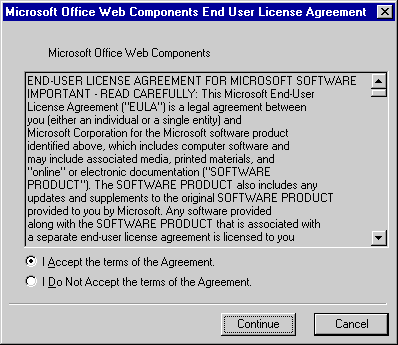 Microsoft Office Web Components End User License Agreement
Microsoft Office Web Components
END-USER LICENSE AGREEMENT FOR MICROSOFT SOFTWARE
IMPORTANT - READ CAREFULLY: This Microsoft End-User
License Agreement ("EULA") is a legal agreement between
you (either an individual or a single entity) and
Microsoft Corporation for the Microsoft software product
identified above, which includes computer software and
may include associated media, printed materials, and
"online" or electronic documentation ("SOFTWARE
PRODUCT"). The SOFTWARE PRODUCT also includes any
updates and supplements to the original SOFTWARE PRODUCT
provided to you by Microsoft. Any software provided
along with the SOFTWARE PRODUCT that is associated with
a separate end-user license agreement is licensed to you
I Accept the terms of the Agreement.
I Do Not Accept the terms of the Agreement.
Continue
Cancel